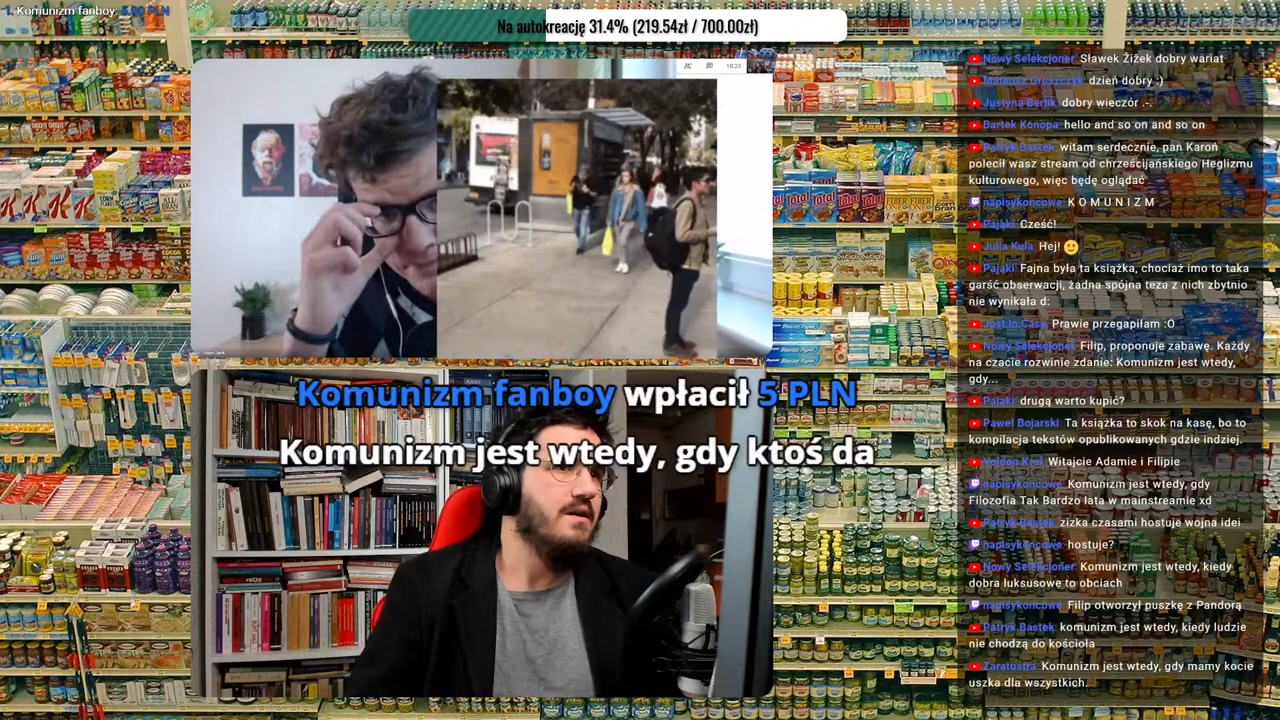 1. Komunizm fanboy: 5.00 PLN
Na autokreację 31.4% (219.54zł / 700.00zł)
18:23
Komunizm fanboy wpłacił 5 PLN
Komunizm jest wtedy, gdy ktoś da
Nowy Selekcjoner Sławek Żiżek dobry wariat
Mateusz Gruszczyk dzień dobry :)
Justyna Berlik dobry wieczór .-.
Bartek Konopa hello and so on and so on
Patryk Bastek witam serdecznie, pan Karoń
polecił wasz stream od chrześcijańskiego Heglizmu
kulturowego, więc będę oglądać
napisykoncowe K O M U N I Z M
Pająki Cześć!
Julia Kula Hej! 🙂
Pająki Fajna była ta książka, chociaż imo to taka
garść obserwacji, żadna spójna teza z nich zbytnio
nie wynikała d:
Just In Case Prawie przegapiłam :O
Nowy Selekcjoner Filip, proponuje zabawę. Każdy
na czacie rozwinie zdanie: Komunizm jest wtedy,
gdy...
Pająki drugą warto kupić?
Paweł Bojarski Ta książka to skok na kasę, bo to
kompilacja tekstów opublikowanych gdzie indziej.
Witajcie Adamie i Filipie
napisykoncowe Komunizm jest wtedy, gdy
Filozofia Tak Bardzo lata w mainstreamie xd
Patryk Bastek zizka czasami hostuje wojna idei
napisykoncowe hostuje?
Nowy Selekcjoner Komunizm jest wtedy, kiedy
dobra luksusowe to obciach
napisykoncowe Filip otworzył puszkę z Pandorą
Patryk Bastek komunizm jest wtedy, kiedy ludzie
nie chodzą do kościoła
Zaratustra Komunizm jest wtedy, gdy mamy kocie
uszka dla wszystkich.